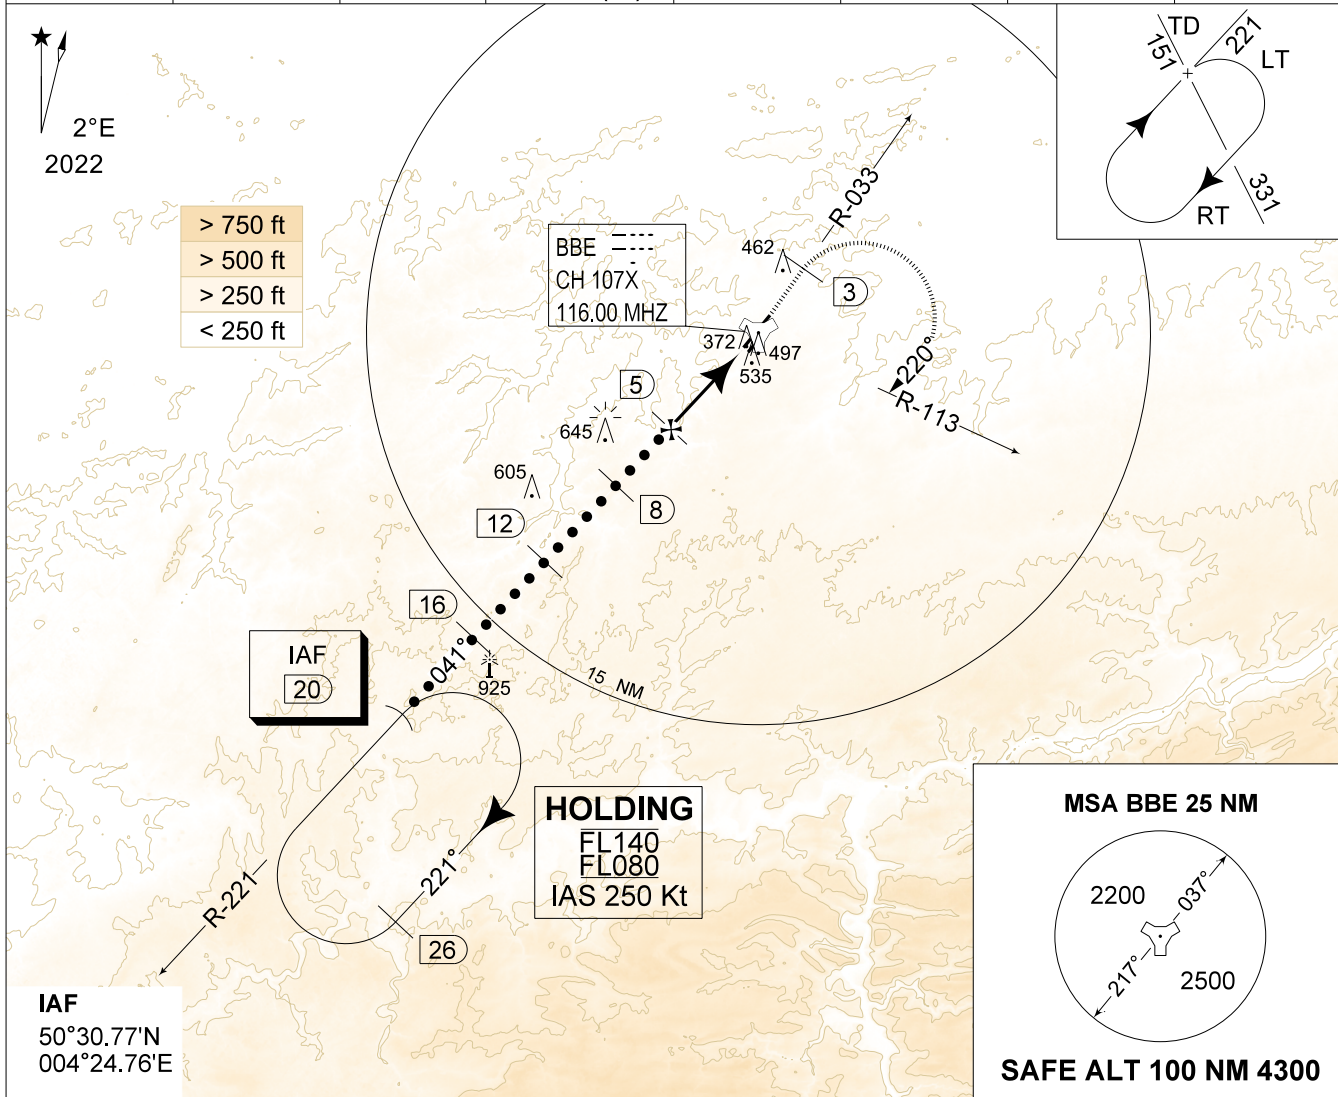 2°E
2022
> 750 ft
> 500 ft
> 250 ft
< 250 ft
TD
151
221
LT
331
RT
BBE
CH 107X
116.00 MHZ
R-033
462
3
372
497
535
220°
R-113
5
645
605
8
12
16
041°
925
15 NM
IAF
20
HOLDING
FL140
FL080
IAS 250 Kt
221°
R-221
26
IAF
50°30.77'N
004°24.76'E
MSA BBE 25 NM
2200
037°
217°
2500
SAFE ALT 100 NM 4300